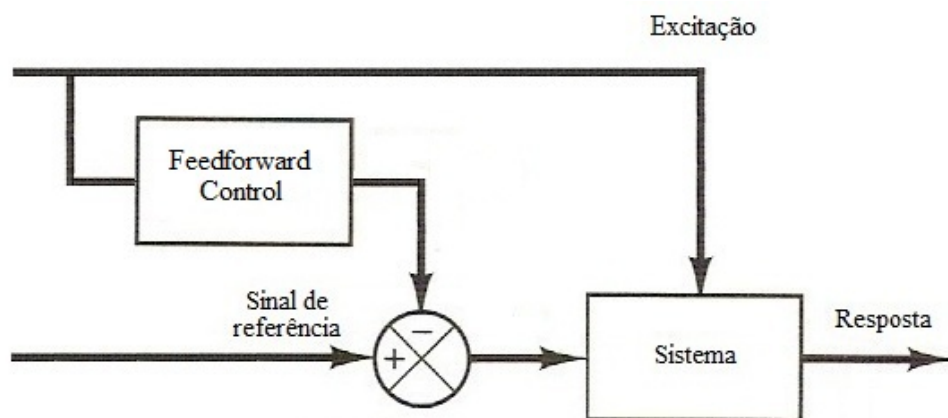 Excitação
Feedforward
Control
Sinal de
referência
−
+
Sistema
Resposta